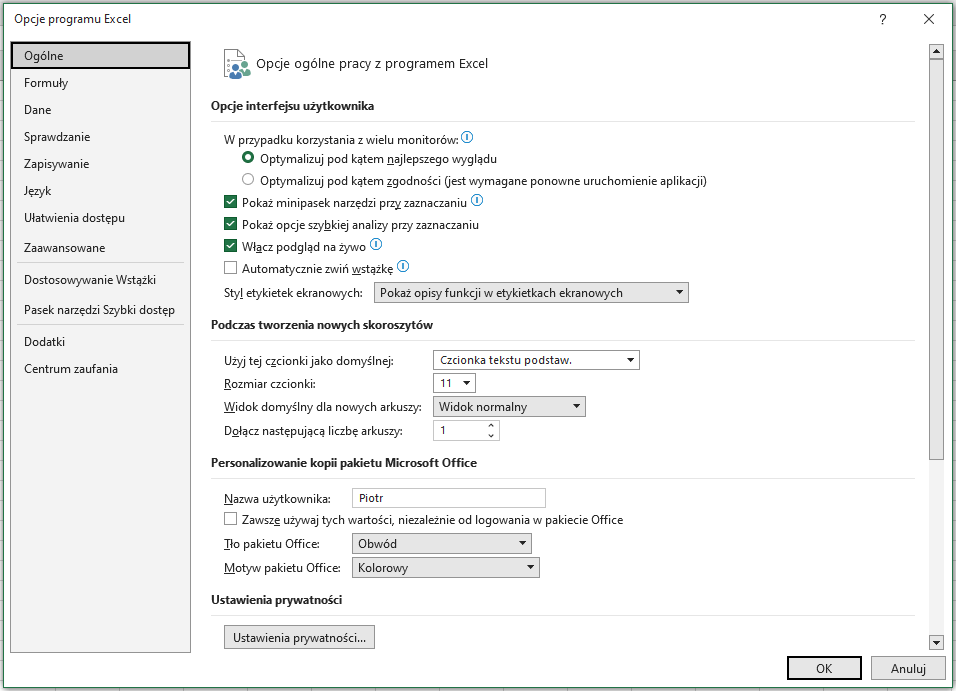 Opcje programu Excel
?
Ogólne
Formuły
Dane
Sprawdzanie
Zapisywanie
Język
Ułatwienia dostępu
Zaawansowane
Dostosowywanie Wstążki
Pasek narzędzi Szybki dostęp
Dodatki
Centrum zaufania
Opcje ogólne pracy z programem Excel
Opcje interfejsu użytkownika
W przypadku korzystania z wielu monitorów:
Optymalizuj pod kątem najlepszego wyglądu
Optymalizuj pod kątem zgodności (jest wymagane ponowne uruchomienie aplikacji)
Pokaż minipasek narzędzi przy zaznaczaniu
Pokaż opcje szybkiej analizy przy zaznaczaniu
Włącz podgląd na żywo
Automatycznie zwiń wstążkę
Styl etykietek ekranowych: Pokaż opisy funkcji w etykietkach ekranowych
Podczas tworzenia nowych skoroszytów
Użyj tej czcionki jako domyślnej: Czcionka tekstu podstaw.
Rozmiar czcionki: 11
Widok domyślny dla nowych arkuszy: Widok normalny
Dołącz następującą liczbę arkuszy: 1
Personalizowanie kopii pakietu Microsoft Office
Nazwa użytkownika: Piotr
Zawsze używaj tych wartości, niezależnie od logowania w pakiecie Office
Tło pakietu Office: Obwód
Motyw pakietu Office: Kolorowy
Ustawienia prywatności
Ustawienia prywatności...
OK Anuluj